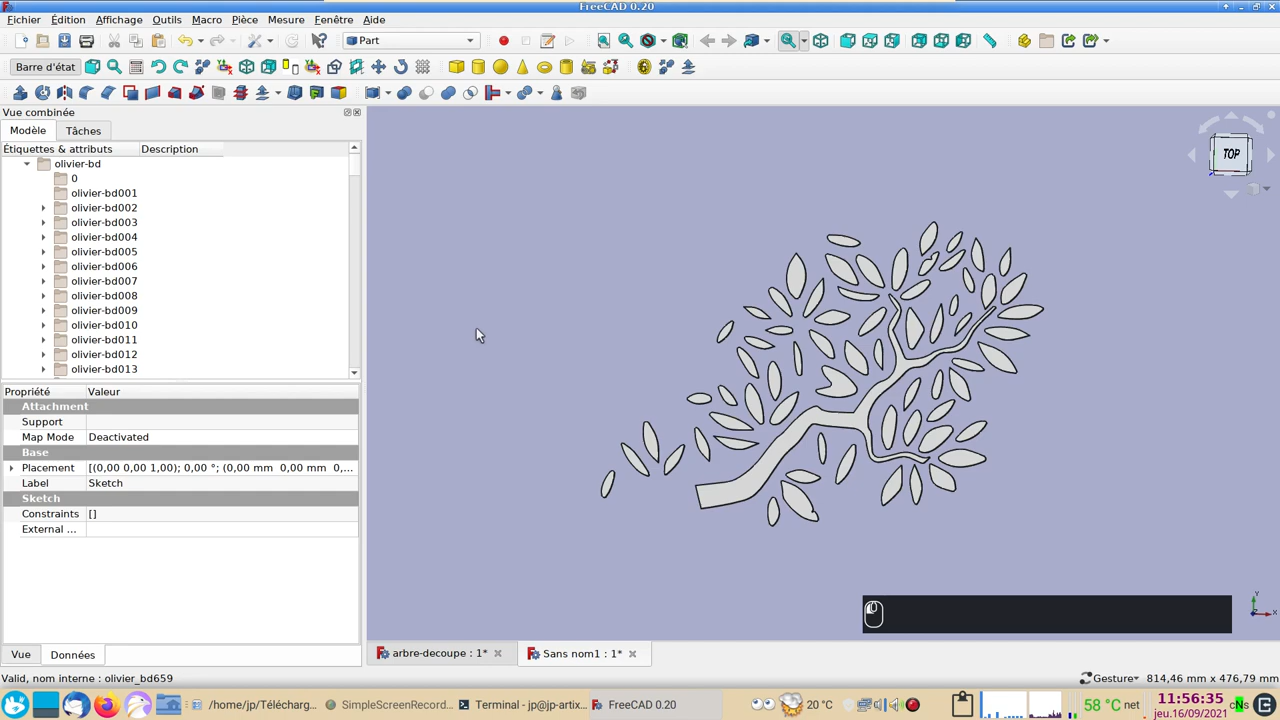 FreeCAD 0.20
Fichier Édition Affichage Outils Macro Pièce Mesure Fenêtre Aide
Part
Barre d'état
Vue combinée
Modèle Tâches
Étiquettes & attributs Description
olivier-bd
0
olivier-bd001
olivier-bd002
olivier-bd003
olivier-bd004
olivier-bd005
olivier-bd006
olivier-bd007
olivier-bd008
olivier-bd009
olivier-bd010
olivier-bd011
olivier-bd012
olivier-bd013
TOP
Propriété Valeur
Attachment
Support
Map Mode Deactivated
Base
Placement [(0,00 0,00 1,00); 0,00 °; (0,00 mm 0,00 mm 0,...
Label Sketch
Sketch
Constraints []
External ...
Y
X
Vue Données
arbre-decoupe : 1* Sans nom1 : 1*
Valid, nom interne : olivier_bd659 Gesture 814,46 mm x 476,79 mm
/home/jp/Télécharg... SimpleScreenRecord... Terminal - jp@jp-artix... FreeCAD 0.20 20 °C 58 °C net 11:56:35 cNs
jeu.16/09/2021